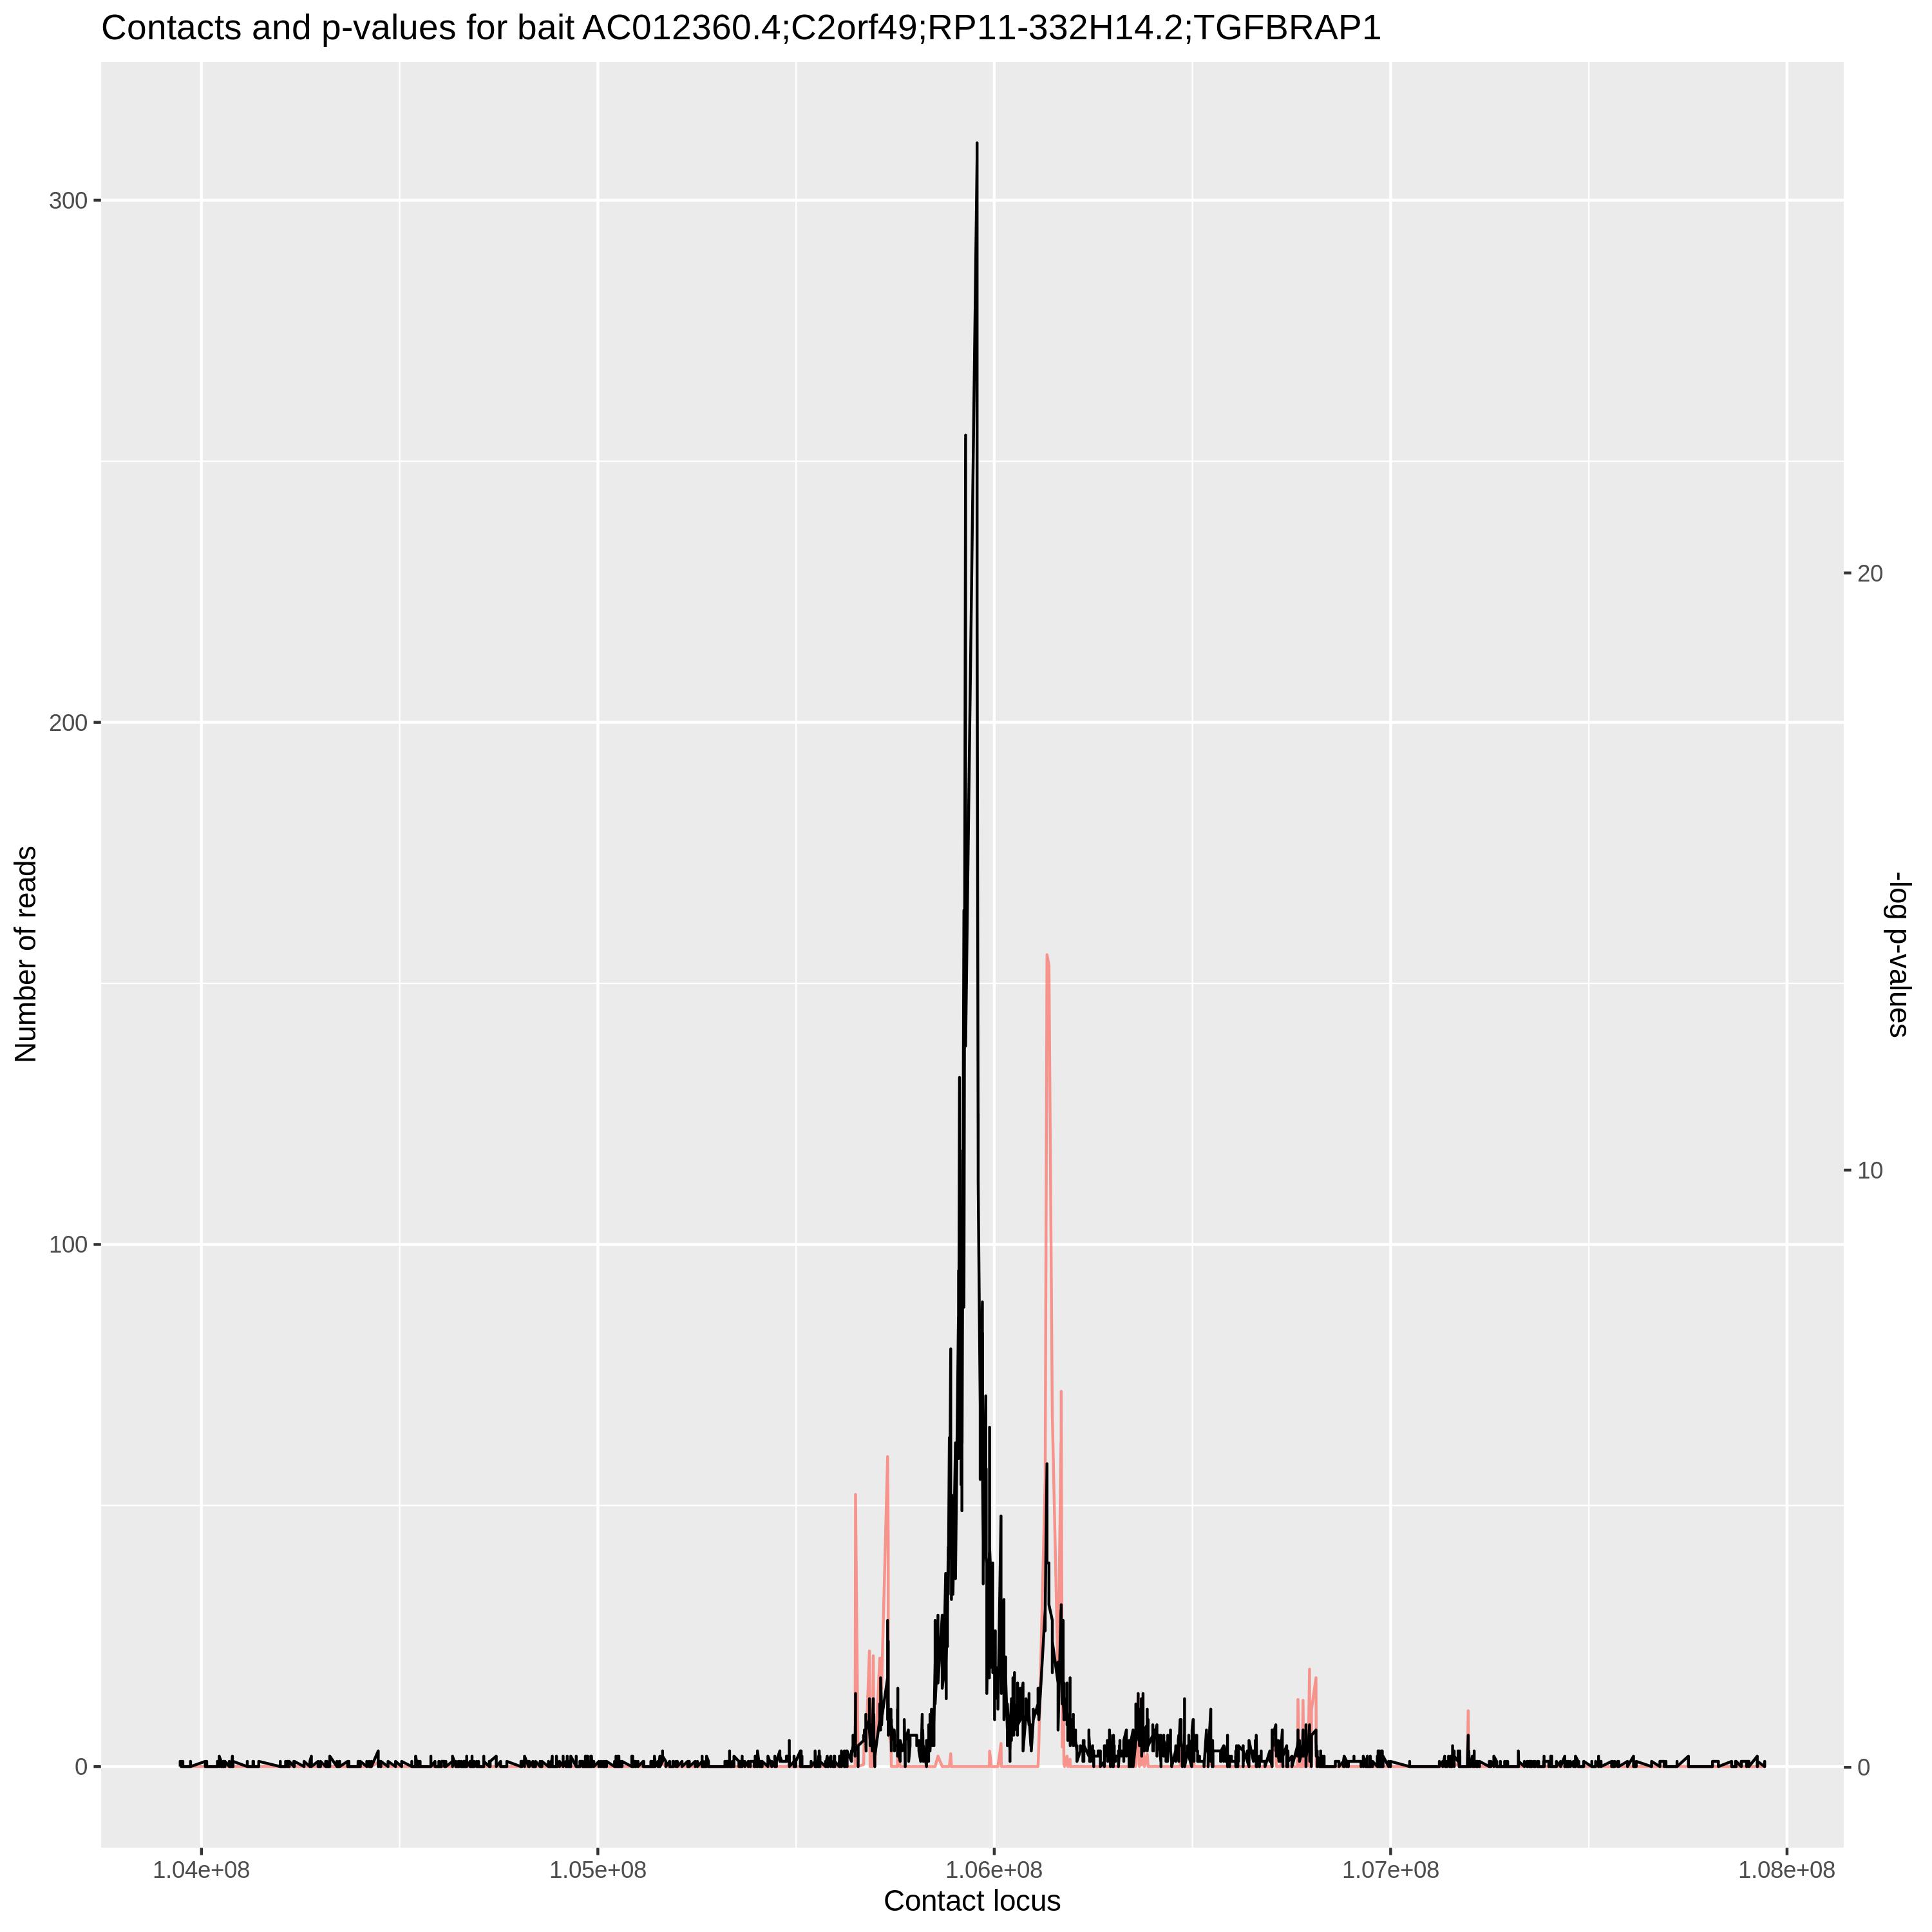 Contacts and p-values for bait AC012360.4;C2orf49;RP11-332H14.2;TGFBRAP1
300
200
100
0
Number of reads
20
10
0
-log p-values
1.04e+08
1.05e+08
1.06e+08
1.07e+08
1.08e+08
Contact locus